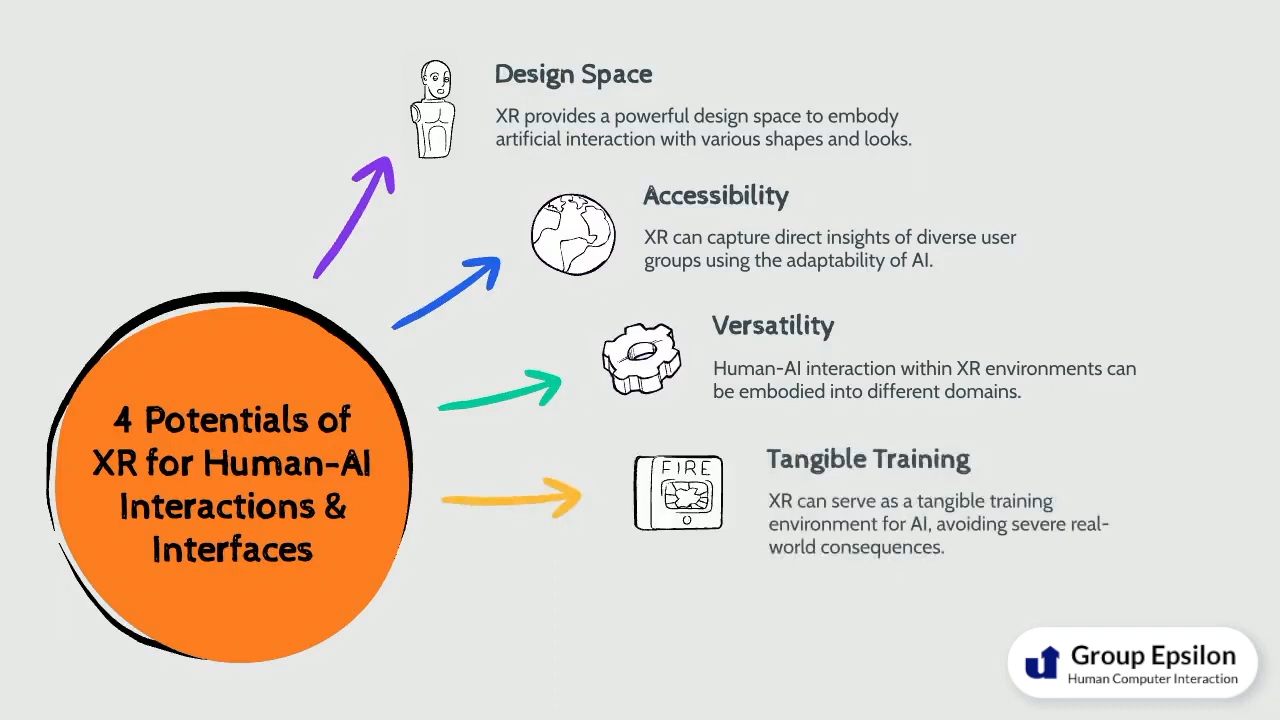 Design Space
XR provides a powerful design space to embody
artificial interaction with various shapes and looks.
Accessibility
XR can capture direct insights of diverse user
groups using the adaptability of AI.
Versatility
Human-AI interaction within XR environments can
be embodied into different domains.
FIRE
Tangible Training
XR can serve as a tangible training
environment for AI, avoiding severe real-
world consequences.
4 Potentials of
XR for Human-AI
Interactions &
Interfaces
Group Epsilon
Human Computer Interaction